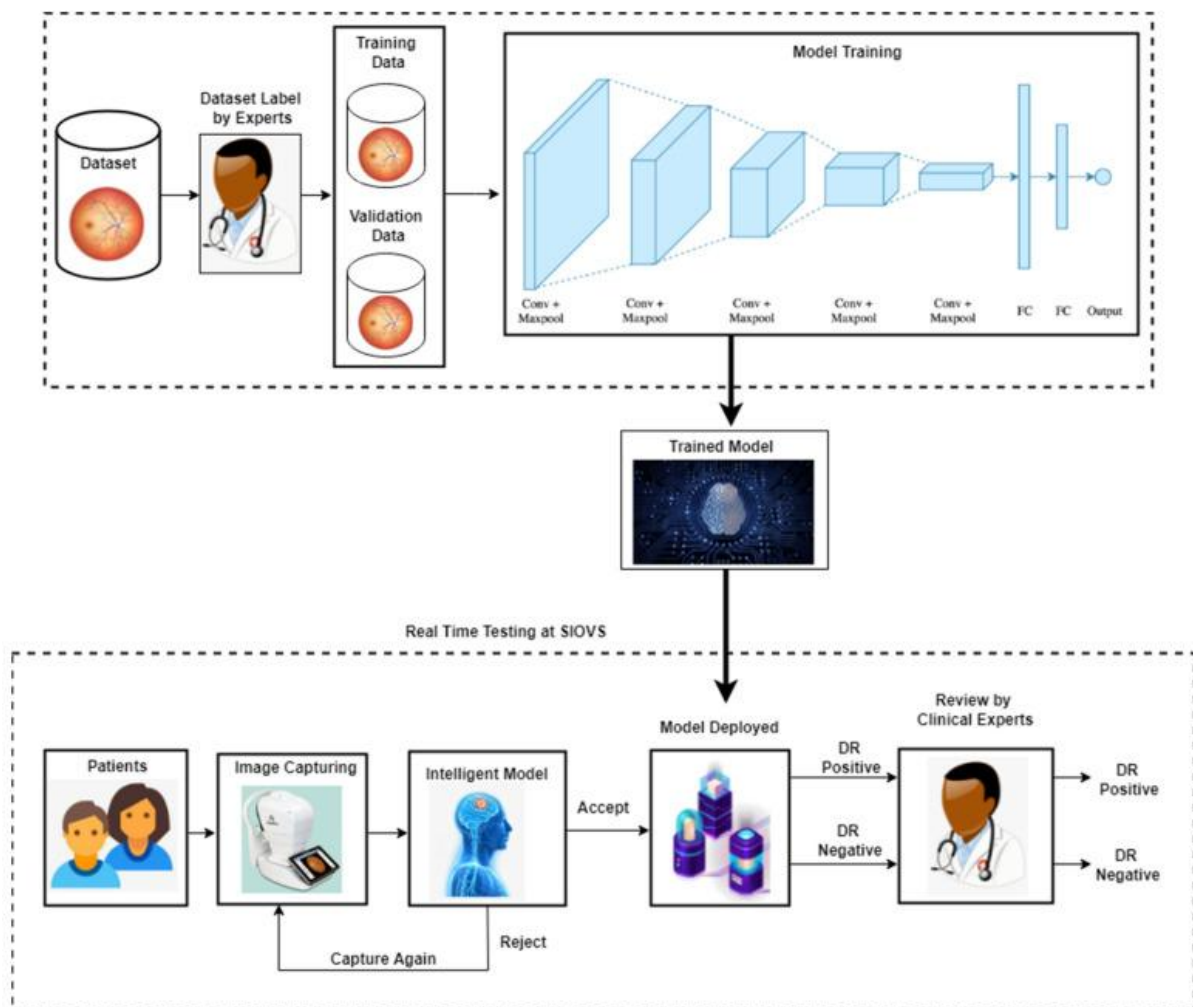 Training
Data
Model Training
Dataset Label
by Experts
Dataset
Validation
Data
Conv +
Maxpool
Conv +
Maxpool
Conv +
Maxpool
Conv +
Maxpool
Conv +
Maxpool
FC
FC
Output
Trained Model
Real Time Testing at SIOVS
Patients
Image Capturing
Intelligent Model
Accept
Model Deployed
DR
Positive
DR
Negative
Review by
Clinical Experts
DR
Positive
DR
Negative
Reject
Capture Again